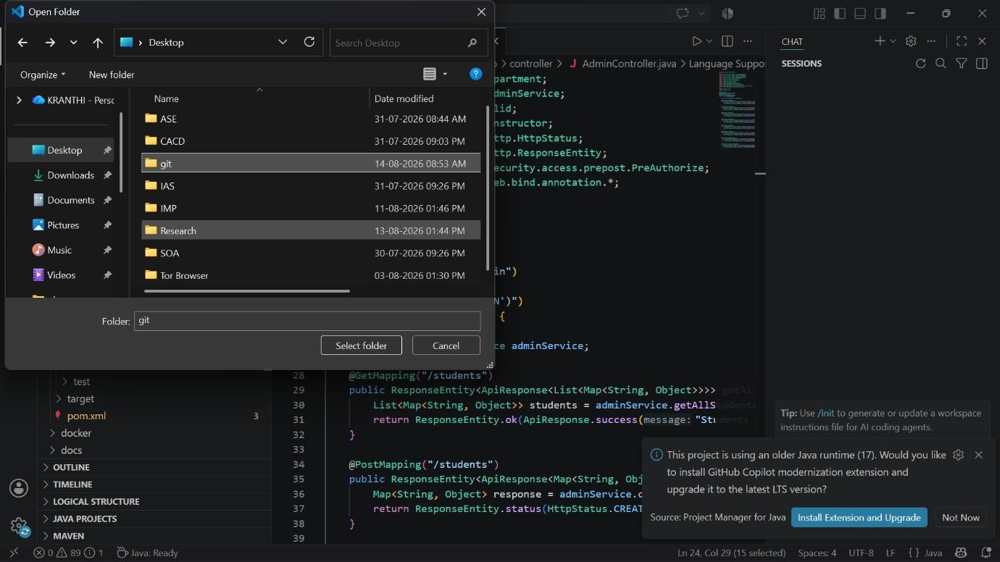 Open Folder
Desktop
Search Desktop
Organize
New folder
KRANTHI - Perso
Desktop
Downloads
Documents
Pictures
Music
Videos
Name Date modified
ASE 31-07-2026 08:44 AM
CACD 31-07-2026 09:03 PM
git 14-08-2026 08:53 AM
IAS 31-07-2026 09:26 PM
IMP 11-08-2026 01:46 PM
Research 13-08-2026 01:44 PM
SOA 30-07-2026 09:26 PM
Tor Browser 03-08-2026 01:30 PM
Folder: git
Select folder Cancel
test
target
pom.xml 3
docker
docs
OUTLINE
TIMELINE
LOGICAL STRUCTURE
JAVA PROJECTS
MAVEN
controller > J AdminController.java > Language Suppor
partment;
dminService;
lid;
nstructor;
ttp.HttpStatus;
ttp.ResponseEntity;
ecurity.access.prepost.PreAuthorize;
eb.bind.annotation.*;
in")
N')")
{
ce adminService;
28 @GetMapping("/students")
29 public ResponseEntity<ApiResponse<List<Map<String, Object>>>> getAl
30 List<Map<String, Object>> students = adminService.getAllStudents
31 return ResponseEntity.ok(ApiResponse.success(message: "Students
32 }
33
34 @PostMapping("/students")
35 public ResponseEntity<ApiResponse<Map<String, Obj
36 Map<String, Object> response = adminService.c
37 return ResponseEntity.status(HttpStatus.CREAT
38 }
39
CHAT
SESSIONS
Tip: Use /init to generate or update a workspace
instructions file for AI coding agents.
This project is using an older Java runtime (17). Would you like
to install GitHub Copilot modernization extension and
upgrade it to the latest LTS version?
Source: Project Manager for Java Install Extension and Upgrade Not Now
0 89 1 Java: Ready Ln 24, Col 29 (15 selected) Spaces: 4 UTF-8 LF {} Java